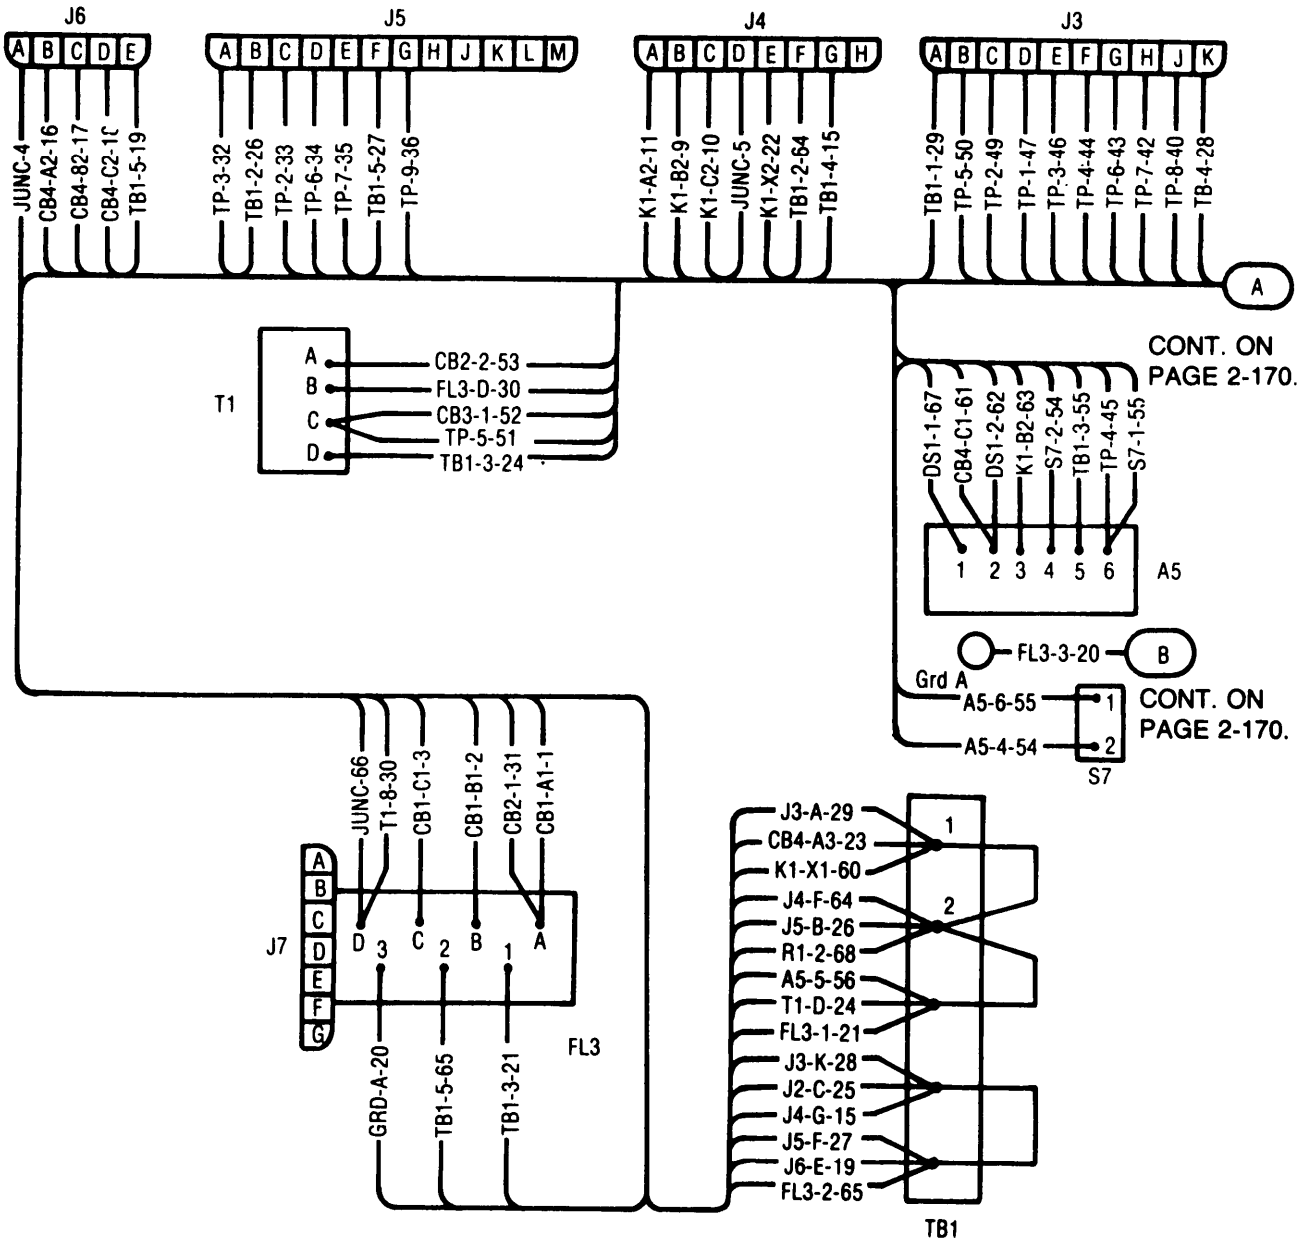 J6
J5
J4
J3
A B C D E
A B C D E F G H J K L M
A B C D E F G H
A B C D E F G H J K
JUNC-4
CB4-A2-16
CB4-82-17
CB4-C2-18
TB1-5-19
TP-3-32
TB1-2-26
TP-2-33
TP-6-34
TP-7-35
TB1-5-27
TP-9-36
K1-A2-11
K1-B2-9
K1-C2-10
JUNC-5
K1-X2-22
TB1-2-64
TB1-4-15
TB1-1-29
TP-5-50
TP-2-49
TP-1-47
TP-3-46
TP-4-44
TP-6-43
TP-7-42
TP-8-40
TB-4-28
A
CONT. ON
PAGE 2-170.
T1
A
B
C
D
CB2-2-53
FL3-D-30
CB3-1-52
TP-5-51
TB1-3-24
DS1-1-67
CB4-C1-61
DS1-2-62
K1-B2-63
S7-2-54
TB1-3-55
TP-4-45
S7-1-55
1 2 3 4 5 6
A5
FL3-3-20
B
Grd A
A5-6-55
1
A5-4-54
2
S7
CONT. ON
PAGE 2-170.
JUNC-66
T1-8-30
CB1-C1-3
CB1-B1-2
CB2-1-31
CB1-A1-1
J7
A
B
C
D
E
F
G
D C B A
3 2 1
FL3
GRD-A-20
TB1-5-65
TB1-3-21
J3-A-29
CB4-A3-23
K1-X1-60
J4-F-64
J5-B-26
R1-2-68
A5-5-56
T1-D-24
FL3-1-21
J3-K-28
J2-C-25
J4-G-15
J5-F-27
J6-E-19
FL3-2-65
1
2
TB1